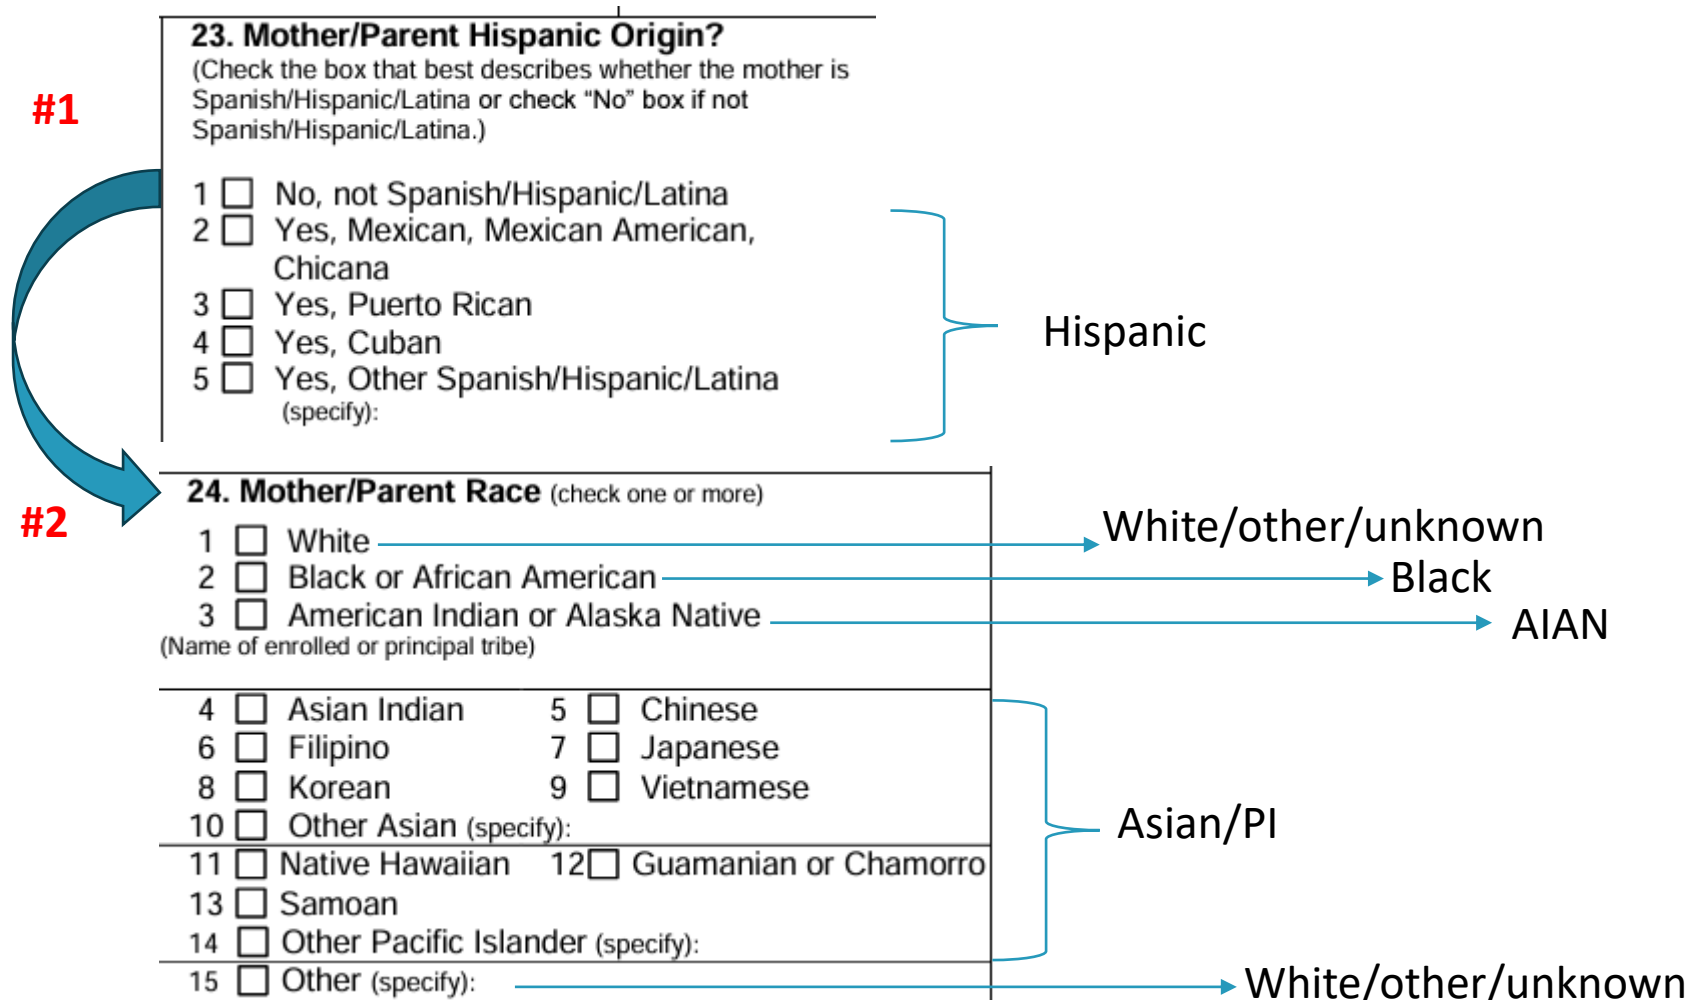 23. Mother/Parent Hispanic Origin?
(Check the box that best describes whether the mother is
Spanish/Hispanic/Latina or check “No” box if not
Spanish/Hispanic/Latina.)
#1
1 No, not Spanish/Hispanic/Latina
2 Yes, Mexican, Mexican American,
Chicana
3 Yes, Puerto Rican
4 Yes, Cuban
5 Yes, Other Spanish/Hispanic/Latina
(specify):
Hispanic
#2
24. Mother/Parent Race (check one or more)
1 White
White/other/unknown
2 Black or African American
Black
3 American Indian or Alaska Native
AIAN
(Name of enrolled or principal tribe)
4 Asian Indian 5 Chinese
6 Filipino 7 Japanese
8 Korean 9 Vietnamese
10 Other Asian (specify):
11 Native Hawaiian 12 Guamanian or Chamorro
13 Samoan
14 Other Pacific Islander (specify):
Asian/PI
15 Other (specify):
White/other/unknown